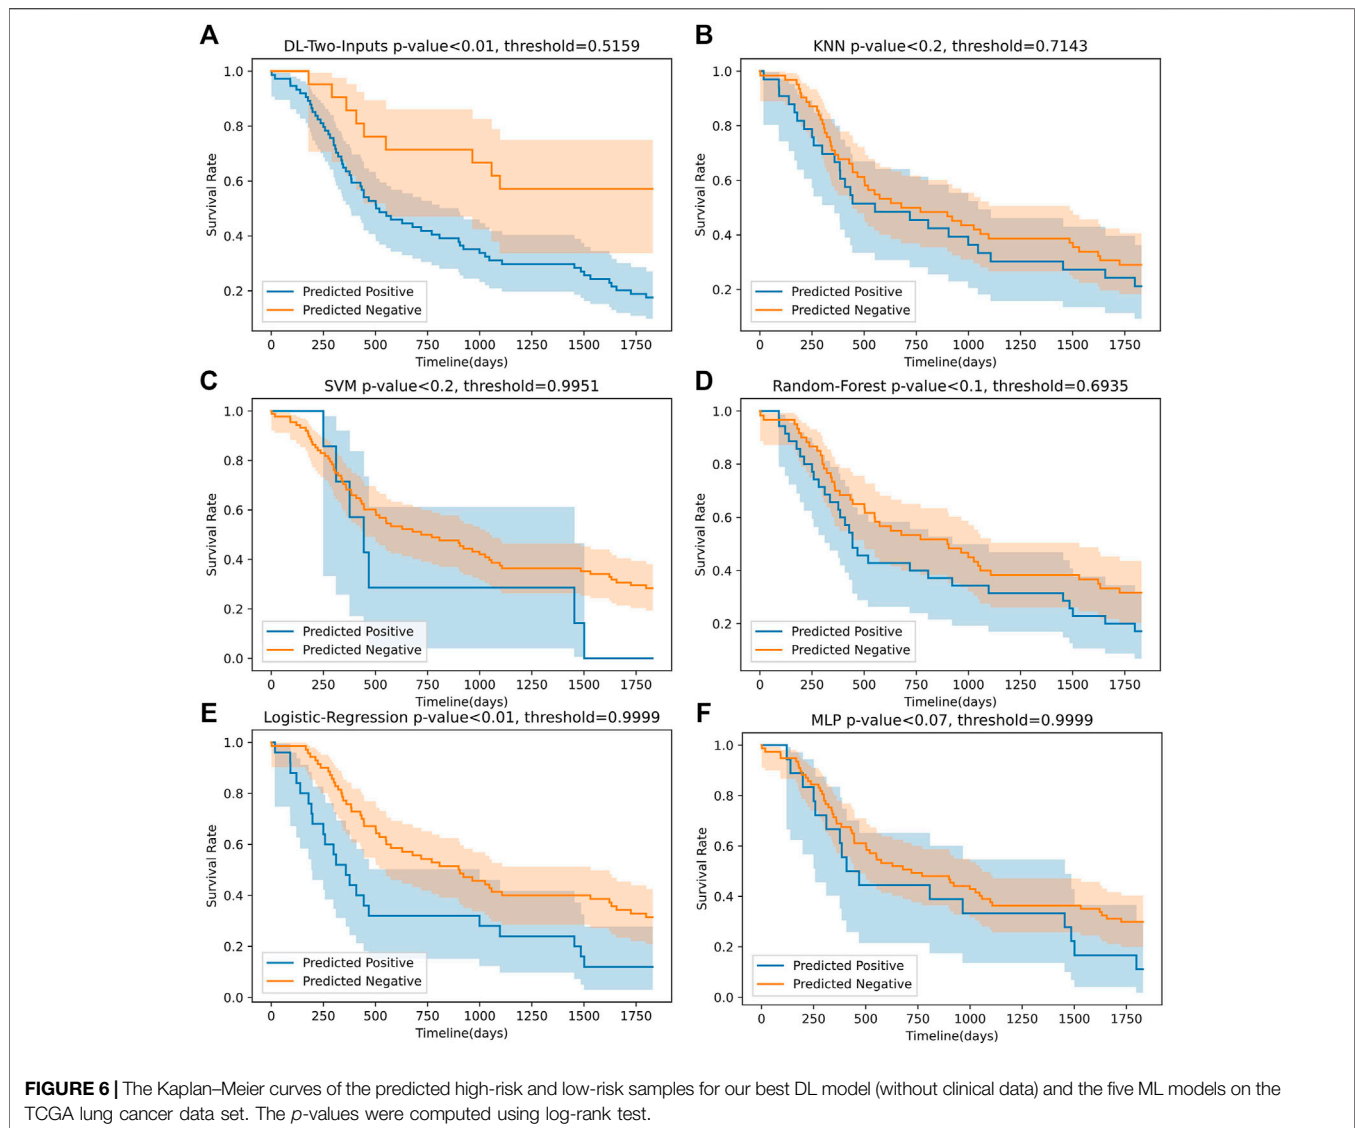 A
DL-Two-Inputs p-value<0.01, threshold=0.5159
Survival Rate
1.0
0.8
0.6
0.4
0.2
Predicted Positive
Predicted Negative
0 250 500 750 1000 1250 1500 1750
Timeline(days)
B
KNN p-value<0.2, threshold=0.7143
Survival Rate
1.0
0.8
0.6
0.4
0.2
Predicted Positive
Predicted Negative
0 250 500 750 1000 1250 1500 1750
Timeline(days)
C
SVM p-value<0.2, threshold=0.9951
Survival Rate
1.0
0.8
0.6
0.4
0.2
0.0
Predicted Positive
Predicted Negative
0 250 500 750 1000 1250 1500 1750
Timeline(days)
D
Random-Forest p-value<0.1, threshold=0.6935
Survival Rate
1.0
0.8
0.6
0.4
0.2
Predicted Positive
Predicted Negative
0 250 500 750 1000 1250 1500 1750
Timeline(days)
E
Logistic-Regression p-value<0.01, threshold=0.9999
Survival Rate
1.0
0.8
0.6
0.4
0.2
0.0
Predicted Positive
Predicted Negative
0 250 500 750 1000 1250 1500 1750
Timeline(days)
F
MLP p-value<0.07, threshold=0.9999
Survival Rate
1.0
0.8
0.6
0.4
0.2
0.0
Predicted Positive
Predicted Negative
0 250 500 750 1000 1250 1500 1750
Timeline(days)
FIGURE 6 | The Kaplan–Meier curves of the predicted high-risk and low-risk samples for our best DL model (without clinical data) and the five ML models on the
TCGA lung cancer data set. The p-values were computed using log-rank test.